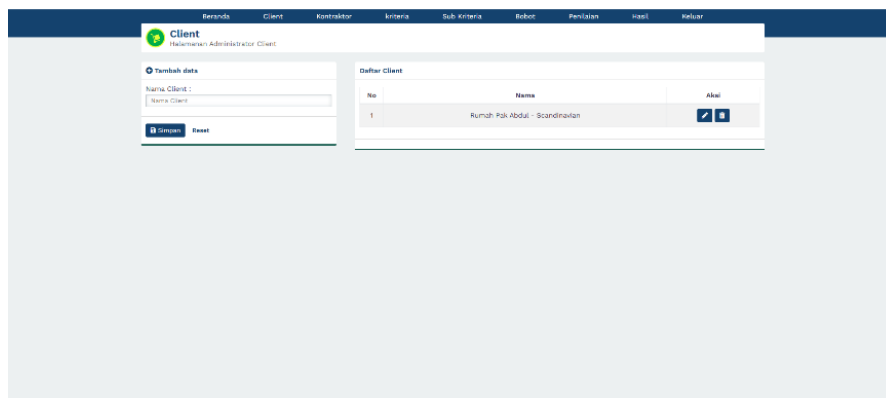 Beranda Client Kontraktor kriteria Sub Kriteria Bobot Penilaian Hasil Keluar
Client
Halamanan Administrator Client
Tambah data
Nama Client :
Nama Client
Simpan Reset
Daftar Client
No Nama Aksi
1 Rumah Pak Abdul - Scandinavian